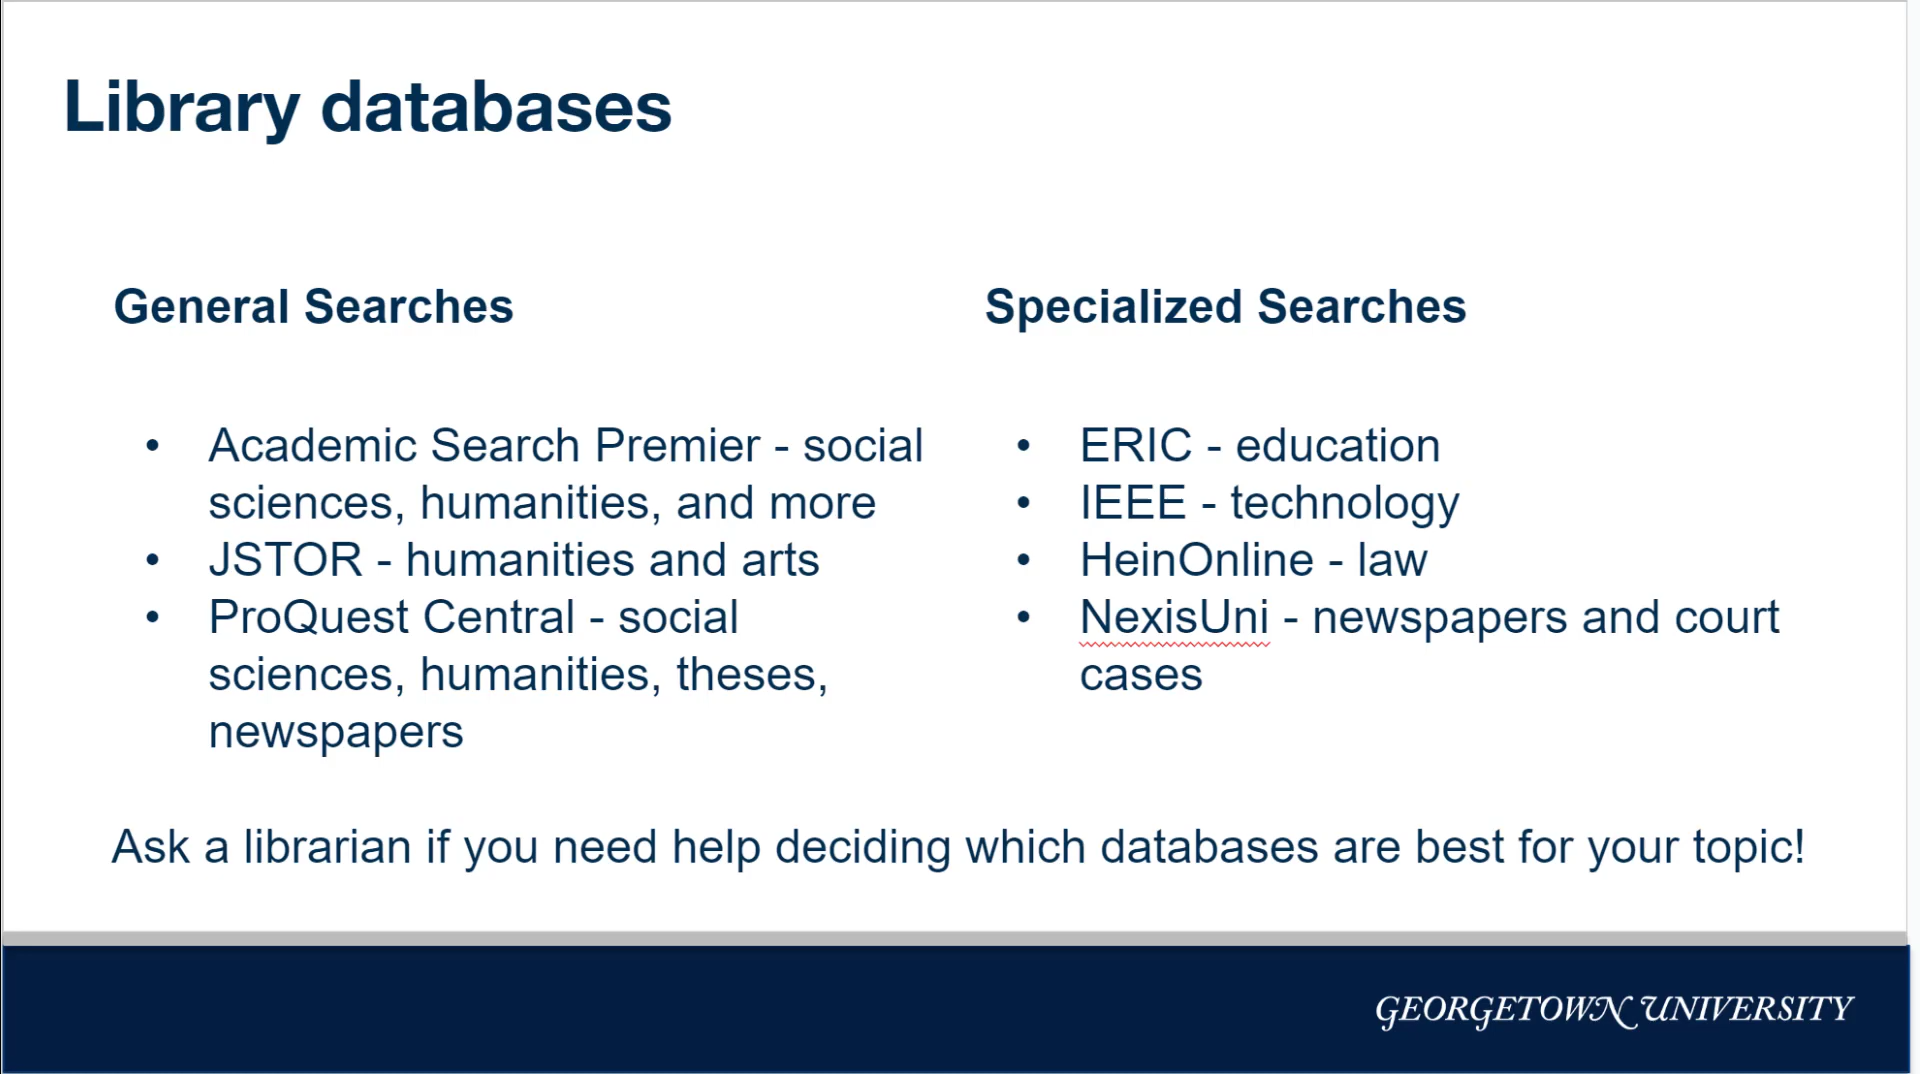 Library databases
General Searches
• Academic Search Premier - social
sciences, humanities, and more
• JSTOR - humanities and arts
• ProQuest Central - social
sciences, humanities, theses,
newspapers
Specialized Searches
• ERIC - education
• IEEE - technology
• HeinOnline - law
• NexisUni - newspapers and court
cases
Ask a librarian if you need help deciding which databases are best for your topic!
GEORGETOWN UNIVERSITY